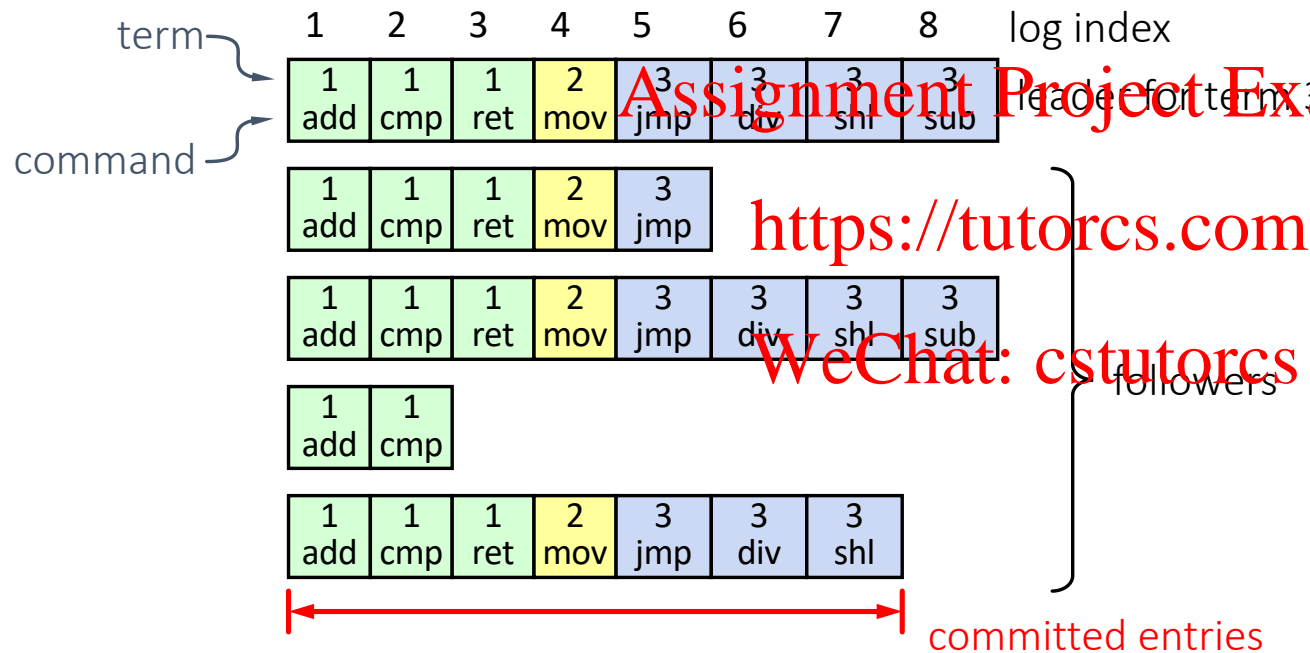 term
1 2 3 4 5 6 7 8 log index
1 1 1 2 3 3 3 3
add cmp ret mov jmp div shl sub
leader for term 3
Assignment Project Ex
command
1 1 1 2 3
add cmp ret mov jmp
https://tutorcs.com
1 1 1 2 3 3 3 3
add cmp ret mov jmp div shl sub
WeChat: cstutorcs
followers
1 1
add cmp
1 1 1 2 3 3 3
add cmp ret mov jmp div shl
committed entries